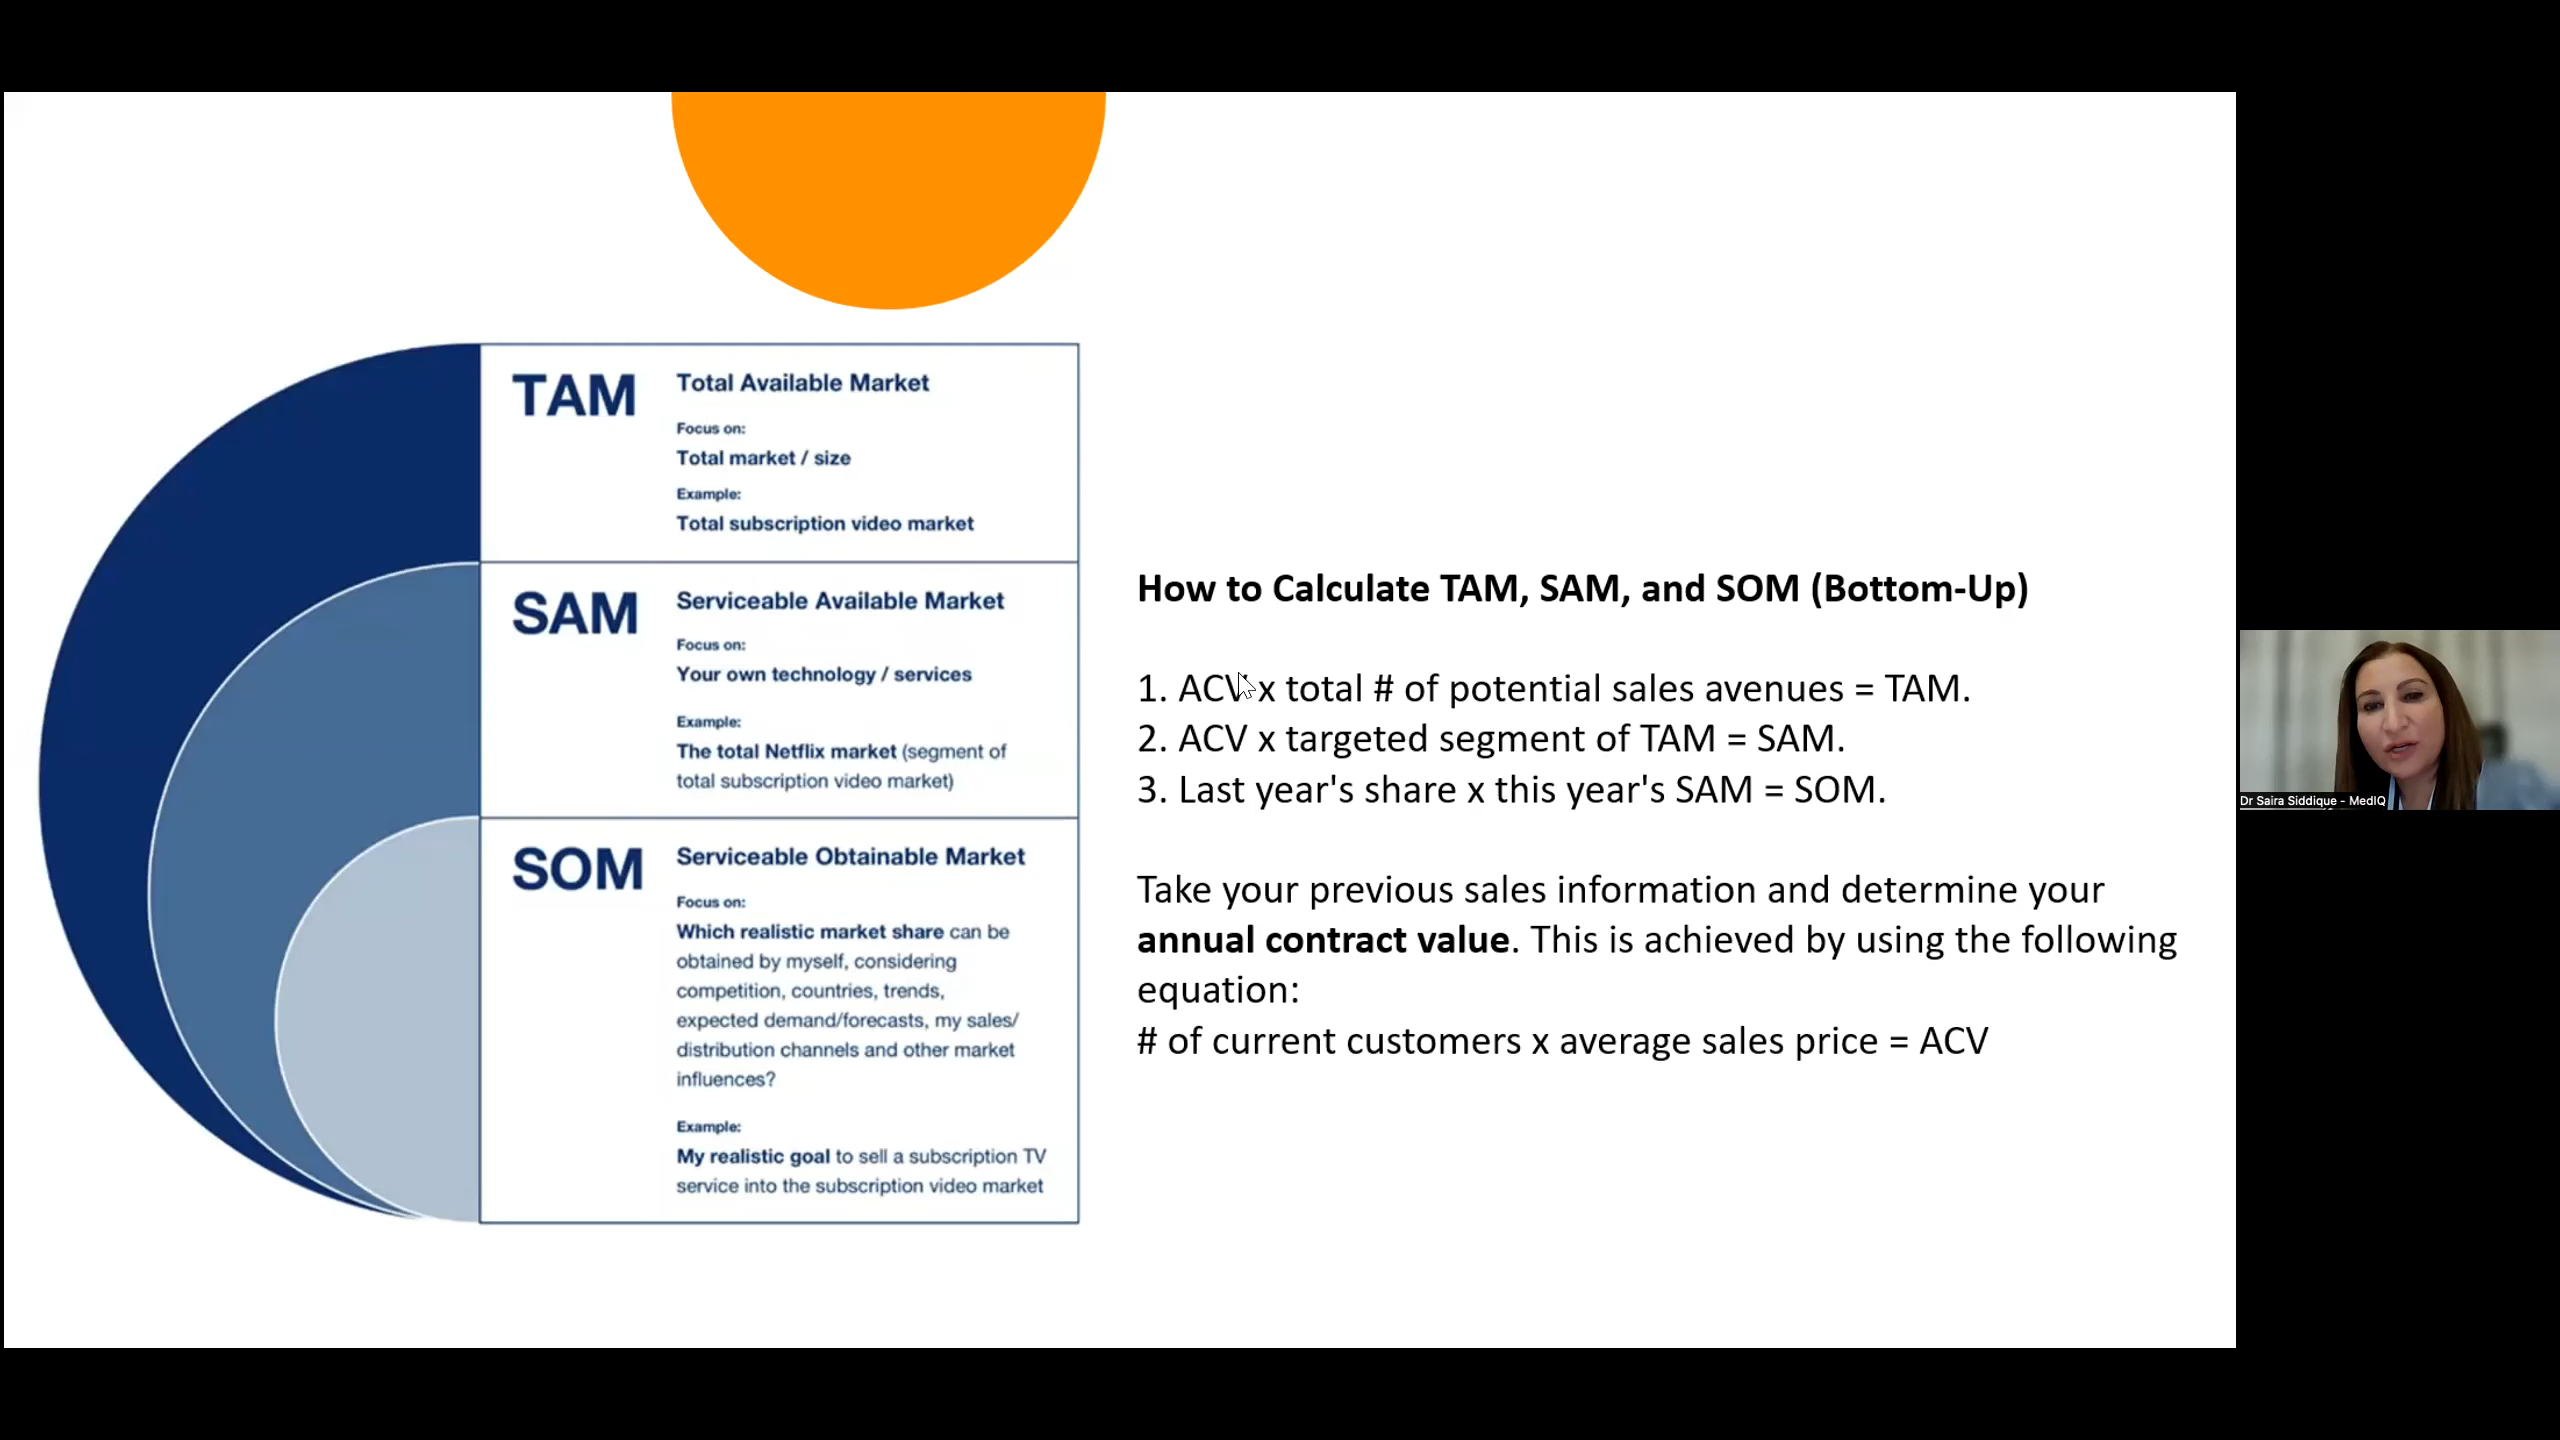 TAM
Total Available Market
Focus on:
Total market / size
Example:
Total subscription video market
SAM
Serviceable Available Market
Focus on:
Your own technology / services
Example:
The total Netflix market (segment of
total subscription video market)
SOM
Serviceable Obtainable Market
Focus on:
Which realistic market share can be
obtained by myself, considering
competition, countries, trends,
expected demand/forecasts, my sales/
distribution channels and other market
influences?
Example:
My realistic goal to sell a subscription TV
service into the subscription video market
How to Calculate TAM, SAM, and SOM (Bottom-Up)
1. ACV x total # of potential sales avenues = TAM.
2. ACV x targeted segment of TAM = SAM.
3. Last year's share x this year's SAM = SOM.
Take your previous sales information and determine your
annual contract value. This is achieved by using the following
equation:
# of current customers x average sales price = ACV
Dr Saira Siddique - MedIQ